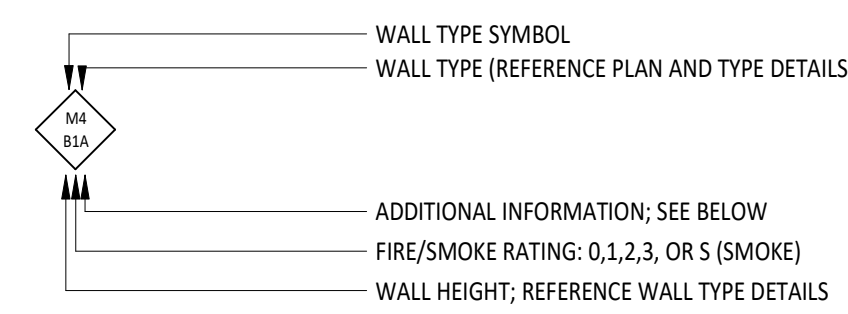 WALL TYPE SYMBOL
WALL TYPE (REFERENCE PLAN AND TYPE DETAILS
M4
B1A
ADDITIONAL INFORMATION; SEE BELOW
FIRE/SMOKE RATING: 0,1,2,3, OR S (SMOKE)
WALL HEIGHT; REFERENCE WALL TYPE DETAILS